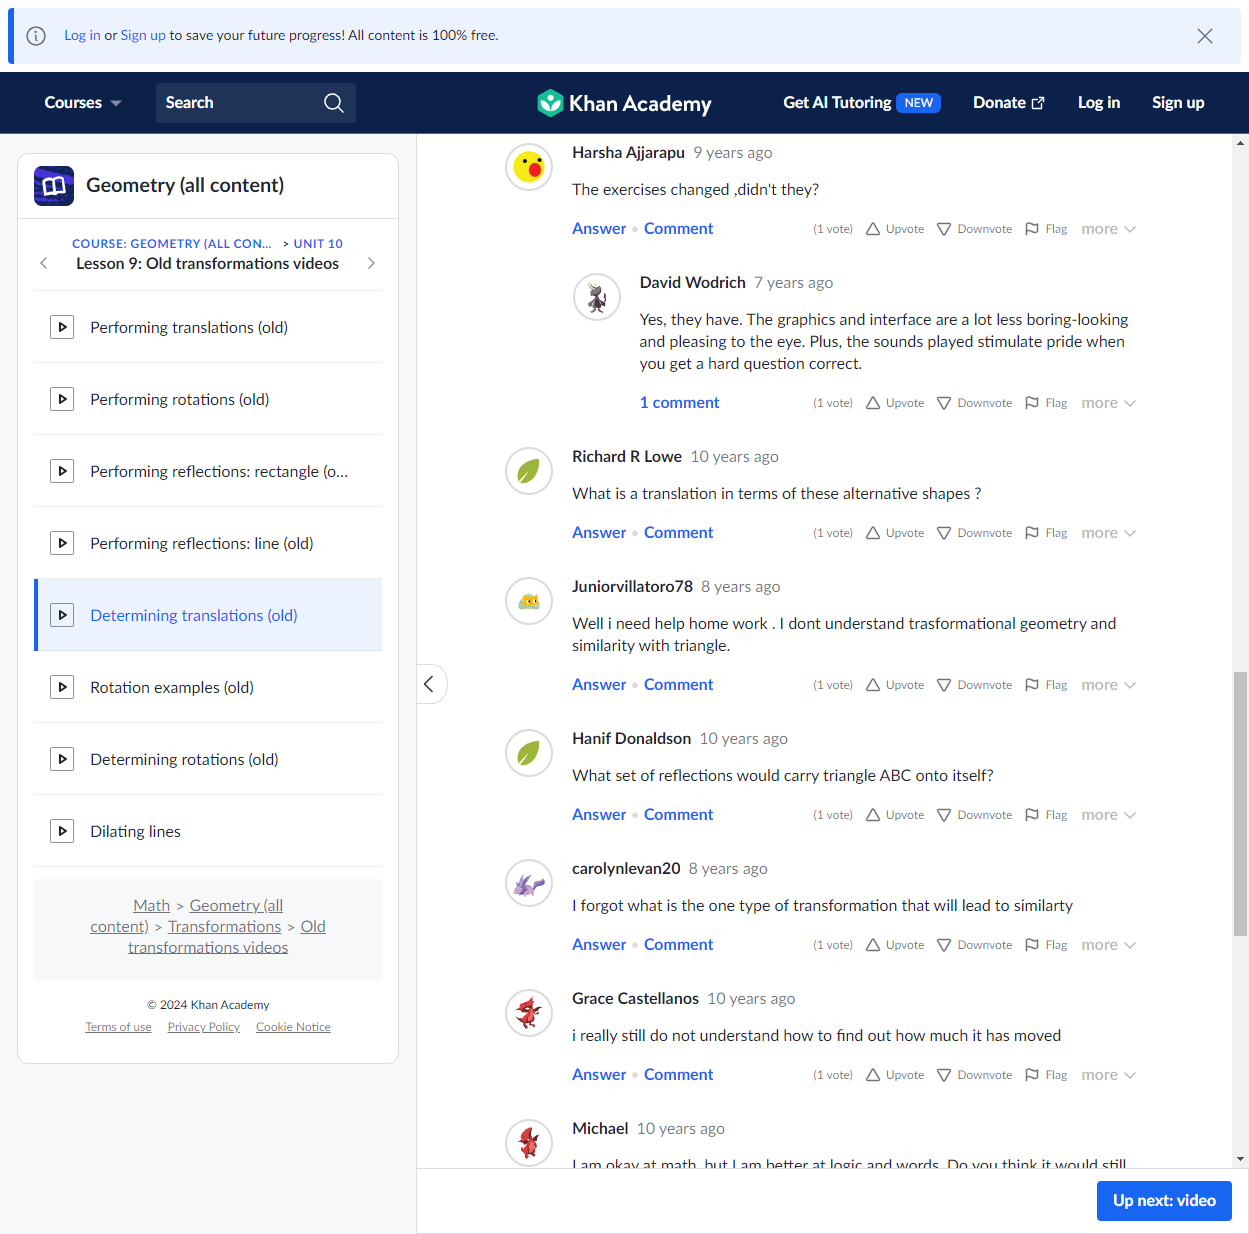 Log in or Sign up to save your future progress! All content is 100% free.
Courses
Search
Khan Academy
Get AI Tutoring NEW
Donate
Log in
Sign up
Geometry (all content)
COURSE: GEOMETRY (ALL CON... > UNIT 10
Lesson 9: Old transformations videos
Performing translations (old)
Performing rotations (old)
Performing reflections: rectangle (o...
Performing reflections: line (old)
Determining translations (old)
Rotation examples (old)
Determining rotations (old)
Dilating lines
Math > Geometry (all
content) > Transformations > Old
transformations videos
© 2024 Khan Academy
Terms of use Privacy Policy Cookie Notice
Harsha Ajjarapu 9 years ago
The exercises changed ,didn't they?
Answer • Comment (1 vote) Upvote Downvote Flag more
David Wodrich 7 years ago
Yes, they have. The graphics and interface are a lot less boring-looking
and pleasing to the eye. Plus, the sounds played stimulate pride when
you get a hard question correct.
1 comment (1 vote) Upvote Downvote Flag more
Richard R Lowe 10 years ago
What is a translation in terms of these alternative shapes ?
Answer • Comment (1 vote) Upvote Downvote Flag more
Juniorvillatoro78 8 years ago
Well i need help home work . I dont understand trasformational geometry and
similarity with triangle.
Answer • Comment (1 vote) Upvote Downvote Flag more
Hanif Donaldson 10 years ago
What set of reflections would carry triangle ABC onto itself?
Answer • Comment (1 vote) Upvote Downvote Flag more
carolynlevan20 8 years ago
I forgot what is the one type of transformation that will lead to similarty
Answer • Comment (1 vote) Upvote Downvote Flag more
Grace Castellanos 10 years ago
i really still do not understand how to find out how much it has moved
Answer • Comment (1 vote) Upvote Downvote Flag more
Michael 10 years ago
I am okay at math, but I am better at logic and words. Do you think it would still
Up next: video